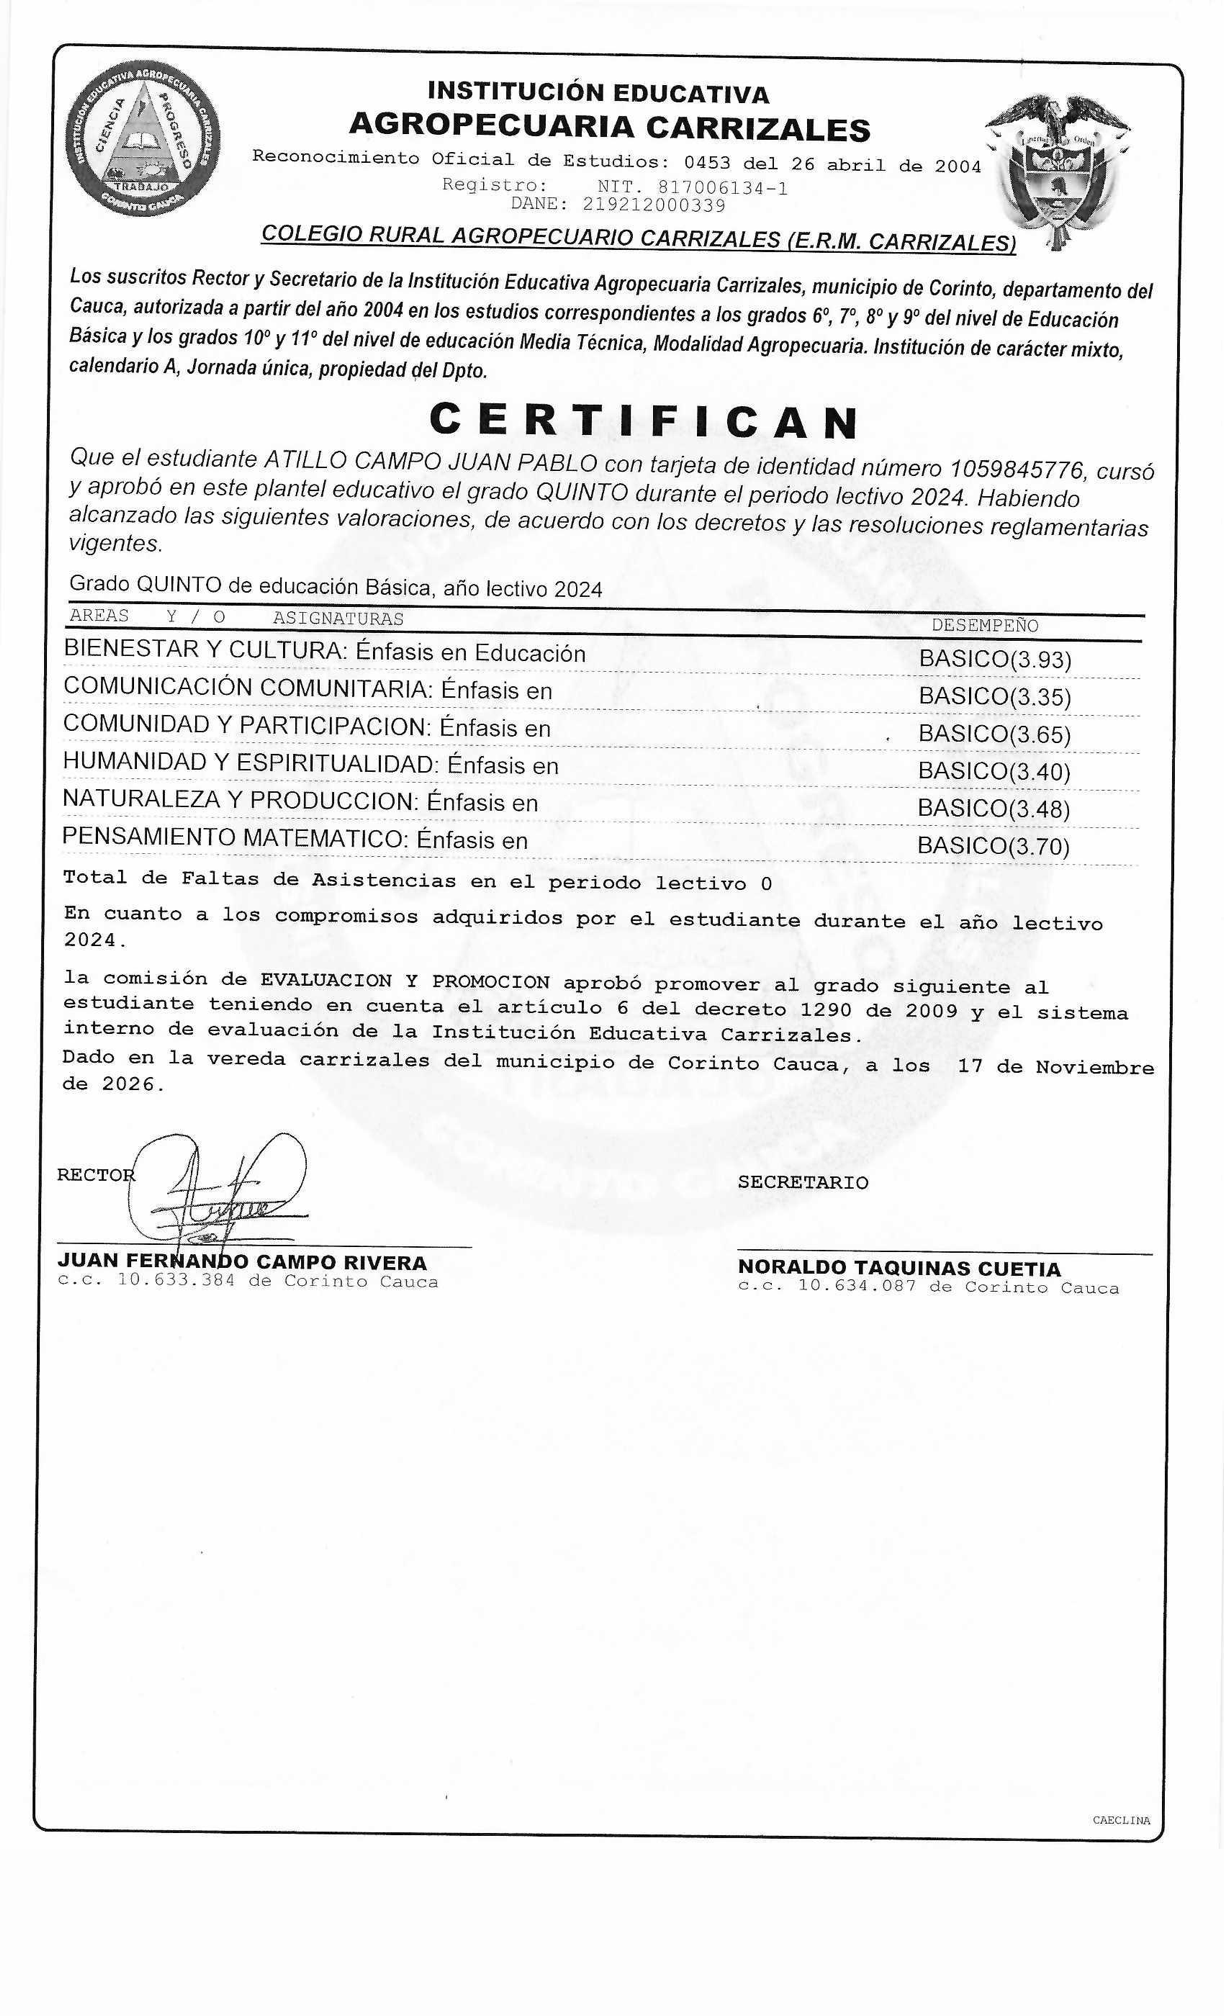 INSTITUCIÓN EDUCATIVA AGROPECUARIA CARRIZALES
CIENCIA
PROGRESO
TRABAJO
CORINTO CAUCA
INSTITUCIÓN EDUCATIVA
AGROPECUARIA CARRIZALES
Reconocimiento Oficial de Estudios: 0453 del 26 abril de 2004
Registro: NIT. 817006134-1
DANE: 219212000339
COLEGIO RURAL AGROPECUARIO CARRIZALES (E.R.M. CARRIZALES)
Los suscritos Rector y Secretario de la Institución Educativa Agropecuaria Carrizales, municipio de Corinto, departamento del
Cauca, autorizada a partir del año 2004 en los estudios correspondientes a los grados 6º, 7º, 8º y 9º del nivel de Educación
Básica y los grados 10º y 11º del nivel de educación Media Técnica, Modalidad Agropecuaria. Institución de carácter mixto,
calendario A, Jornada única, propiedad del Dpto.
CERTIFICAN
Que el estudiante ATILLO CAMPO JUAN PABLO con tarjeta de identidad número 1059845776, cursó
y aprobó en este plantel educativo el grado QUINTO durante el periodo lectivo 2024. Habiendo
alcanzado las siguientes valoraciones, de acuerdo con los decretos y las resoluciones reglamentarias
vigentes.
Grado QUINTO de educación Básica, año lectivo 2024
AREAS Y / O ASIGNATURAS DESEMPEÑO
BIENESTAR Y CULTURA: Énfasis en Educación BASICO(3.93)
COMUNICACIÓN COMUNITARIA: Énfasis en BASICO(3.35)
COMUNIDAD Y PARTICIPACION: Énfasis en BASICO(3.65)
HUMANIDAD Y ESPIRITUALIDAD: Énfasis en BASICO(3.40)
NATURALEZA Y PRODUCCION: Énfasis en BASICO(3.48)
PENSAMIENTO MATEMATICO: Énfasis en BASICO(3.70)
Total de Faltas de Asistencias en el periodo lectivo 0
En cuanto a los compromisos adquiridos por el estudiante durante el año lectivo
2024.
la comisión de EVALUACION Y PROMOCION aprobó promover al grado siguiente al
estudiante teniendo en cuenta el artículo 6 del decreto 1290 de 2009 y el sistema
interno de evaluación de la Institución Educativa Carrizales.
Dado en la vereda carrizales del municipio de Corinto Cauca, a los 17 de Noviembre
de 2026.
RECTOR SECRETARIO
JUAN FERNANDO CAMPO RIVERA NORALDO TAQUINAS CUETIA
c.c. 10.633.384 de Corinto Cauca c.c. 10.634.087 de Corinto Cauca
CAECLINA